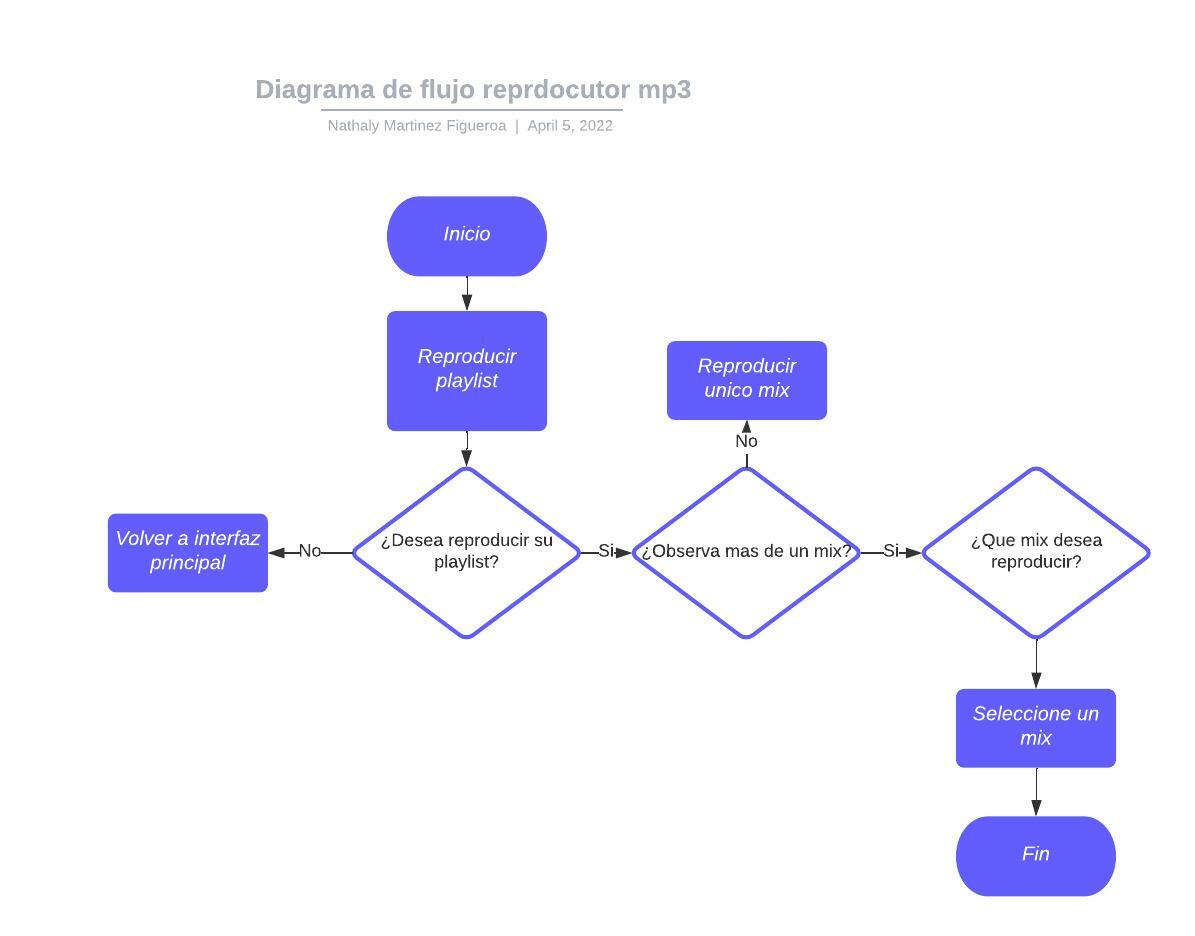 Diagrama de flujo reprdocutor mp3
Nathaly Martinez Figueroa | April 5, 2022
Inicio
Reproducir
playlist
Reproducir
unico mix
No
Volver a interfaz
principal
No
¿Desea reproducir su
playlist?
Si
¿Observa mas de un mix?
Si
¿Que mix desea
reproducir?
Seleccione un
mix
Fin